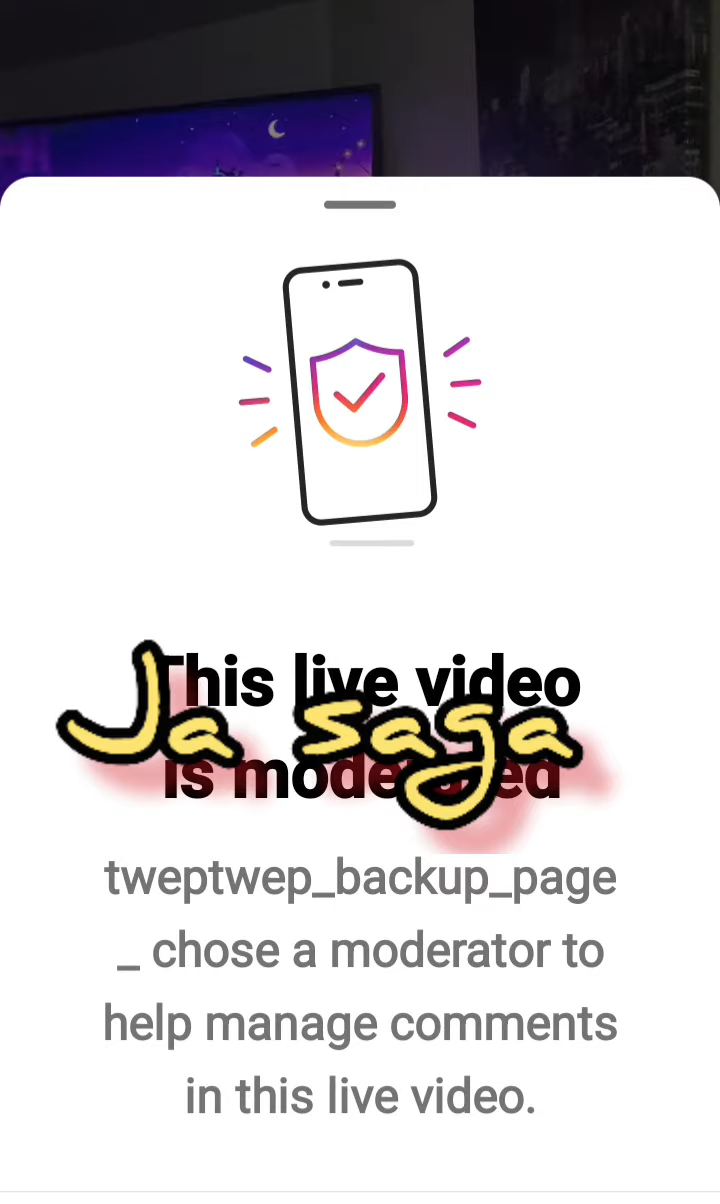 This live video
Ja saga
is moderated
tweptwep_backup_page
_ chose a moderator to
help manage comments
in this live video.